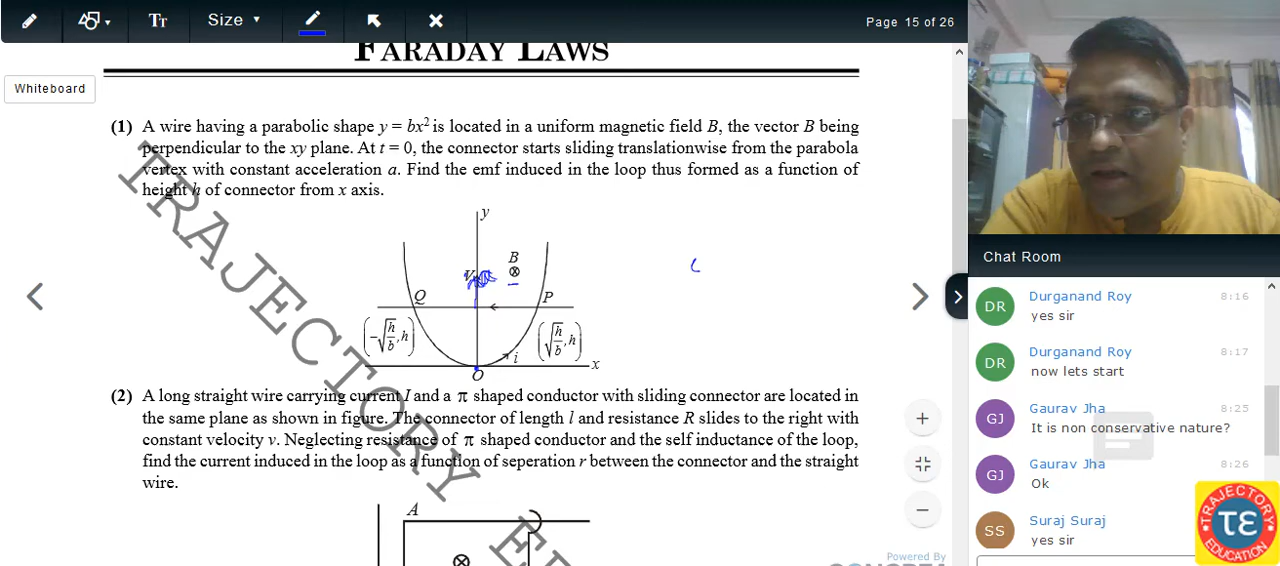 Tт
Size
Page 15 of 26
FARADAY LAWS
Whiteboard
(1) A wire having a parabolic shape y = bx² is located in a uniform magnetic field B, the vector B being
perpendicular to the xy plane. At t = 0, the connector starts sliding translationwise from the parabola
vertex with constant acceleration a. Find the emf induced in the loop thus formed as a function of
height h of connector from x axis.
y
B
V
Q
P
(-√h/b, h)
(√h/b, h)
i
x
O
(2) A long straight wire carrying current I and a π shaped conductor with sliding connector are located in
the same plane as shown in figure. The connector of length l and resistance R slides to the right with
constant velocity v. Neglecting resistance of π shaped conductor and the self inductance of the loop,
find the current induced in the loop as a function of seperation r between the connector and the straight
wire.
A
TRAJECTORY
Powered By
Chat Room
DR
Durganand Roy
8:16
yes sir
DR
Durganand Roy
8:17
now lets start
GJ
Gaurav Jha
8:25
It is non conservative nature?
GJ
Gaurav Jha
8:26
Ok
SS
Suraj Suraj
yes sir
TRAJECTORY
TE
EDUCATION